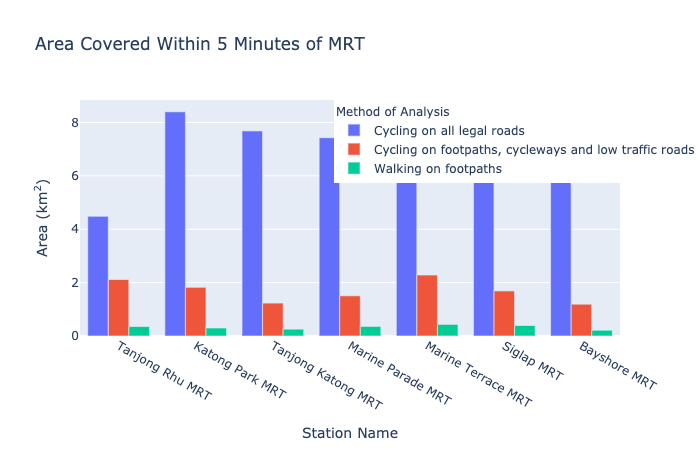 Area Covered Within 5 Minutes of MRT
Method of Analysis
Cycling on all legal roads
Cycling on footpaths, cycleways and low traffic roads
Walking on footpaths
Area (km²)
8
6
4
2
0
Tanjong Rhu MRT
Katong Park MRT
Tanjong Katong MRT
Marine Parade MRT
Marine Terrace MRT
Siglap MRT
Bayshore MRT
Station Name